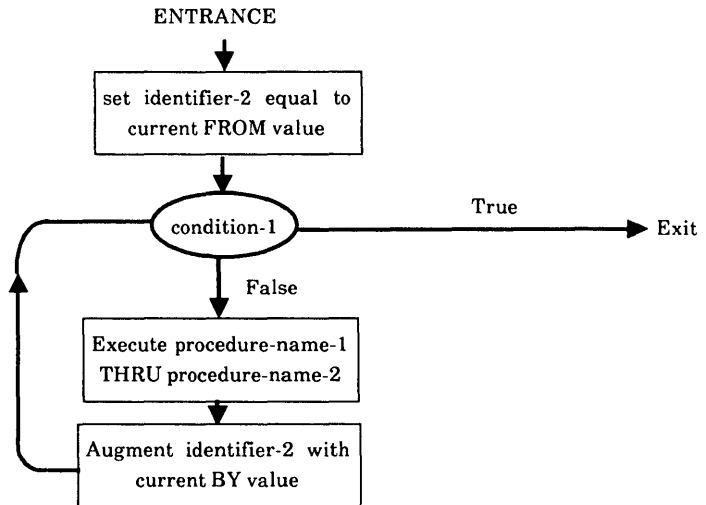 ENTRANCE
set identifier-2 equal to
current FROM value
condition-1
True
Exit
False
Execute procedure-name-1
THRU procedure-name-2
Augment identifier-2 with
current BY value